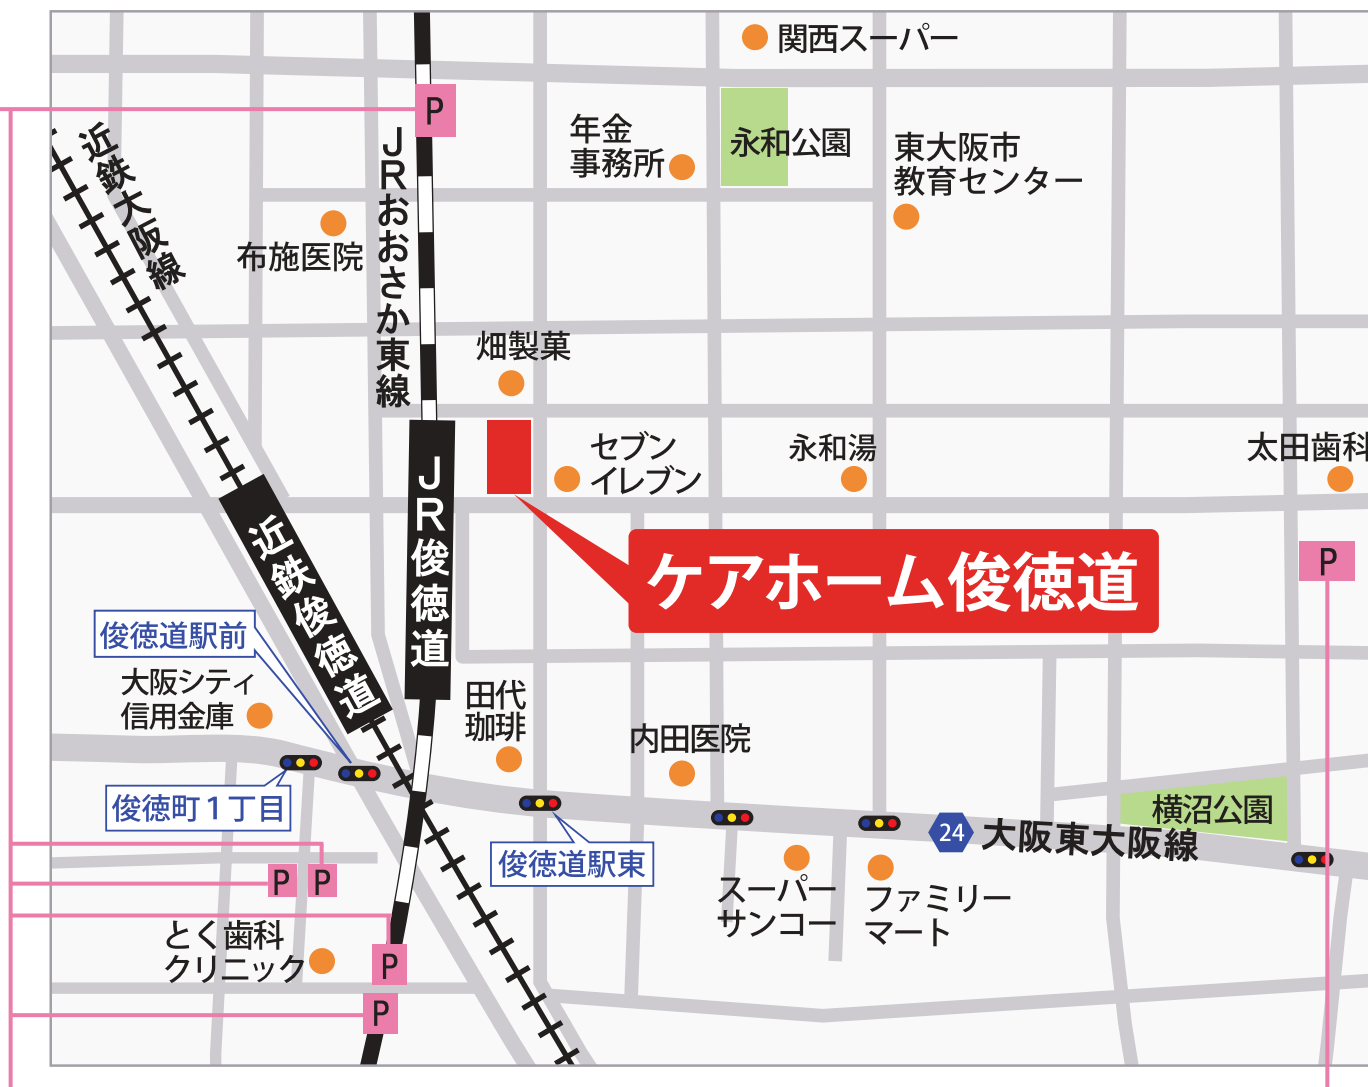 関西スーパー
P
近鉄大阪線
JRおおさか東線
年金
事務所
永和公園
東大阪市
教育センター
布施医院
畑製菓
セブン
イレブン
永和湯
太田歯科
JR俊徳道
近鉄俊徳道
ケアホーム俊徳道
P
俊徳道駅前
大阪シティ
信用金庫
田代
珈琲
内田医院
俊徳町1丁目
横沼公園
24
大阪東大阪線
俊徳道駅東
スーパー
サンコー
ファミリー
マート
P
P
とく歯科
クリニック
P
P